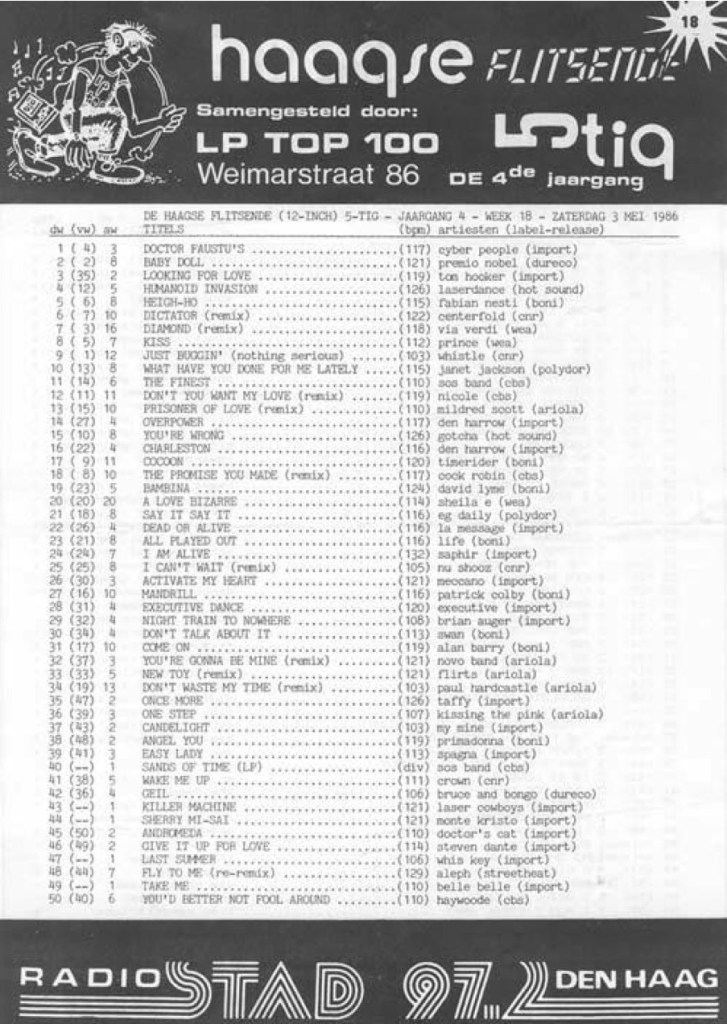 18
haagse FLITSENDE
Samengesteld door:
LP TOP 100
5tig
Weimarstraat 86
DE 4de jaargang
DE HAAGSE FLITSENDE (12-INCH) 5-TIG - JAARGANG 4 - WEEK 18 - ZATERDAG 3 MEI 1986
dw (vw) aw TITELS (bpm) artiesten (label-release)
1 ( 4) 3 DOCTOR FAUSTU'S ......................(117) cyber people (import)
2 ( 2) 8 BABY DOLL ............................(121) premio nobel (dureco)
3 (35) 2 LOOKING FOR LOVE .....................(119) tom hooker (import)
4 (12) 5 HUMANOID INVASION ....................(126) laserdance (hot sound)
5 ( 6) 8 HEIGH-HO .............................(115) fabian nesti (boni)
6 ( 7) 10 DICTATOR (remix) .....................(122) centerfold (cnr)
7 ( 3) 16 DIAMOND (remix) ......................(118) via verdi (wea)
8 ( 5) 7 KISS .................................(112) prince (wea)
9 ( 1) 12 JUST BUGGIN' (nothing serious) .......(103) whistle (cnr)
10 (13) 8 WHAT HAVE YOU DONE FOR ME LATELY .....(115) janet jackson (polydor)
11 (14) 6 THE FINEST ...........................(110) sos band (cbs)
12 (11) 11 DON'T YOU WANT MY LOVE (remix) .......(119) nicole (cbs)
13 (15) 10 PRISONER OF LOVE (remix) .............(110) mildred scott (ariola)
14 (27) 4 OVERPOWER ............................(117) den harrow (import)
15 (10) 8 YOU'RE WRONG .........................(126) gotcha (hot sound)
16 (22) 4 CHARLESTON ...........................(116) den harrow (import)
17 ( 9) 11 COCOON ...............................(120) timerider (boni)
18 ( 8) 10 THE PROMISE YOU MADE (remix) .........(117) cock robin (cbs)
19 (23) 5 BAMBINA ..............................(124) david lyme (boni)
20 (20) 20 A LOVE BIZARRE .......................(114) sheila e (wea)
21 (18) 8 SAY IT SAY IT ........................(116) eg daily (polydor)
22 (26) 4 DEAD OR ALIVE ........................(116) la message (import)
23 (21) 8 ALL PLAYED OUT .......................(116) life (boni)
24 (24) 7 I AM ALIVE ...........................(132) saphir (import)
25 (25) 8 I CAN'T WAIT (remix) .................(105) nu shooz (cnr)
26 (30) 3 ACTIVATE MY HEART ....................(121) meccano (import)
27 (16) 10 MANDRILL .............................(116) patrick colby (boni)
28 (31) 4 EXECUTIVE DANCE ......................(120) executive (import)
29 (32) 4 NIGHT TRAIN TO NOWHERE ...............(108) brian auger (import)
30 (34) 4 DON'T TALK ABOUT IT ..................(113) swan (boni)
31 (17) 10 COME ON ..............................(119) alan barry (boni)
32 (37) 3 YOU'RE GONNA BE MINE (remix) .........(121) novo band (ariola)
33 (33) 5 NEW TOY (remix) ......................(121) flirts (ariola)
34 (19) 13 DON'T WASTE MY TIME (remix) ..........(103) paul hardcastle (ariola)
35 (47) 2 ONCE MORE ............................(126) taffy (import)
36 (39) 3 ONE STEP .............................(107) kissing the pink (ariola)
37 (43) 2 CANDELIGHT ...........................(103) my mine (import)
38 (48) 2 ANGEL YOU ............................(119) primadonna (boni)
39 (41) 3 EASY LADY ............................(113) spagna (import)
40 (--) 1 SANDS OF TIME (LP) ...................(div) sos band (cbs)
41 (38) 5 WAKE ME UP ...........................(111) crown (cnr)
42 (36) 4 GEIL .................................(106) bruce and bongo (dureco)
43 (--) 1 KILLER MACHINE .......................(121) laser cowboys (import)
44 (--) 1 SHERRY MI-SAI ........................(121) monte kristo (import)
45 (50) 2 ANDROMEDA ............................(110) doctor's cat (import)
46 (49) 2 GIVE IT UP FOR LOVE ..................(114) steven dante (import)
47 (--) 1 LAST SUMMER ..........................(106) whis key (import)
48 (44) 7 FLY TO ME (re-remix) .................(129) aleph (streetheat)
49 (--) 1 TAKE ME ..............................(110) belle belle (import)
50 (40) 6 YOU'D BETTER NOT FOOL AROUND .........(110) haywoode (cbs)
RADIO STAD 97.2 DEN HAAG